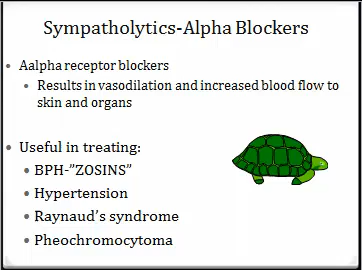 Sympatholytics-Alpha Blockers
• Aalpha receptor blockers
• Results in vasodilation and increased blood flow to
skin and organs
• Useful in treating:
• BPH-"ZOSINS"
• Hypertension
• Raynaud's syndrome
• Pheochromocytoma